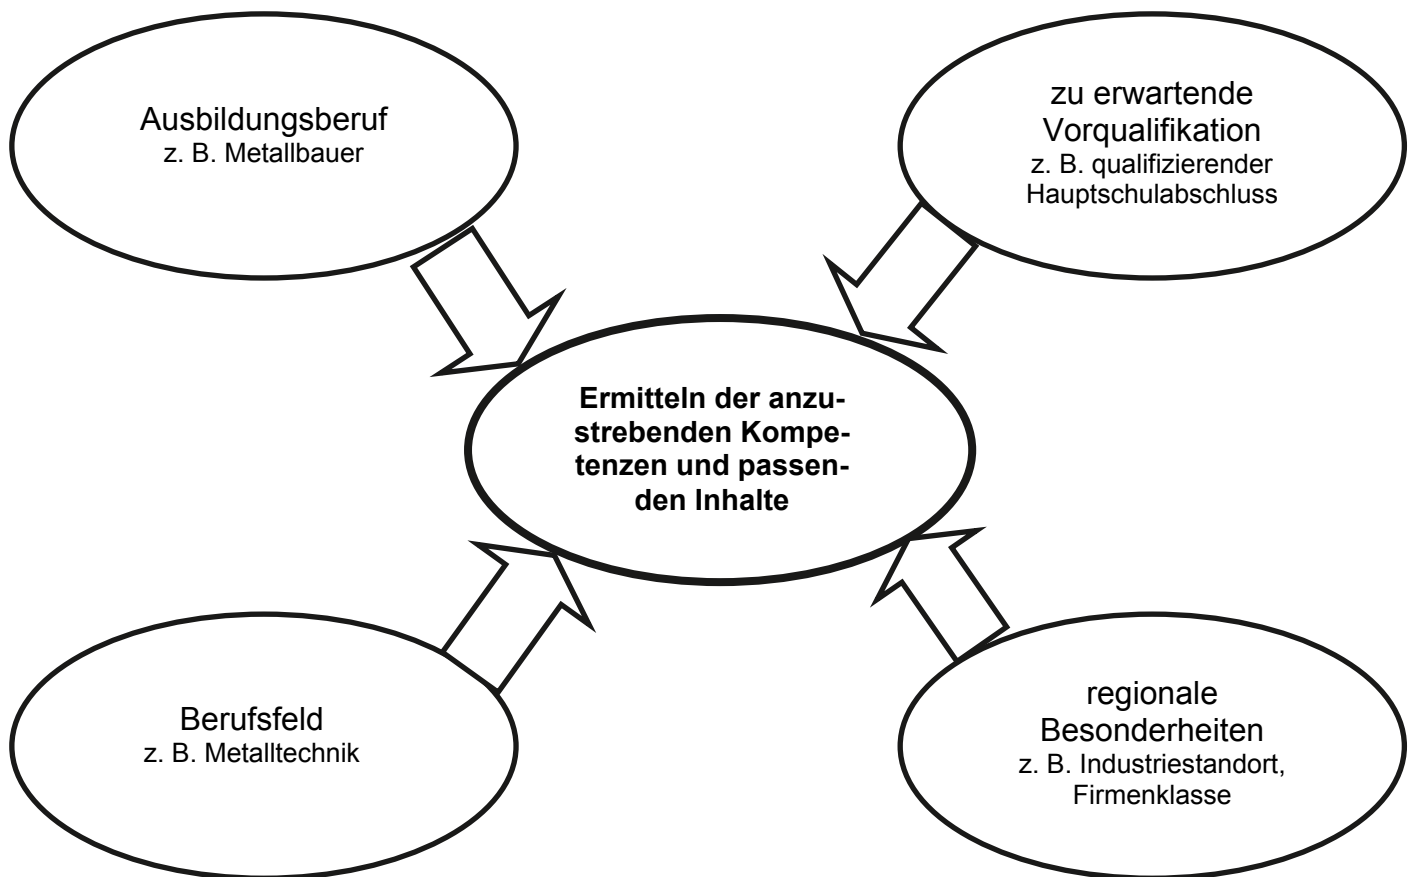 Ausbildungsberuf
z. B. Metallbauer
zu erwartende
Vorqualifikation
z. B. qualifizierender
Hauptschulabschluss
Ermitteln der anzu-
strebenden Kompe-
tenzen und passen-
den Inhalte
Berufsfeld
z. B. Metalltechnik
regionale
Besonderheiten
z. B. Industriestandort,
Firmenklasse